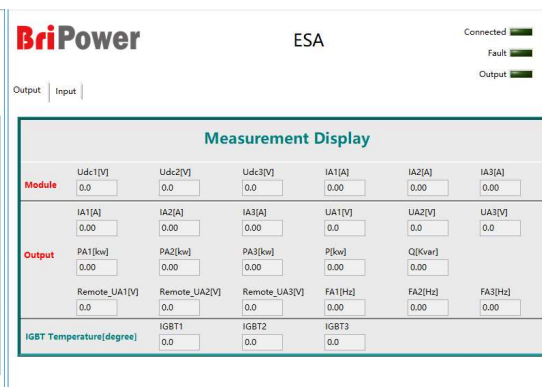 BriPower
ESA
Connected
Fault
Output
Output Input
Measurement Display
Udc1[V] Udc2[V] Udc3[V] IA1[A] IA2[A] IA3[A]
Module 0.0 0.0 0.0 0.00 0.00 0.00
IA1[A] IA2[A] IA3[A] UA1[V] UA2[V] UA3[V]
0.00 0.00 0.00 0.0 0.0 0.0
PA1[kw] PA2[kw] PA3[kw] P[kw] Q[Kvar]
Output 0.00 0.00 0.00 0.00 0.00
Remote_UA1[V] Remote_UA2[V] Remote_UA3[V] FA1[Hz] FA2[Hz] FA3[Hz]
0.0 0.0 0.0 0.00 0.00 0.00
IGBT1 IGBT2 IGBT3
IGBT Temperature[degree] 0.0 0.0 0.0